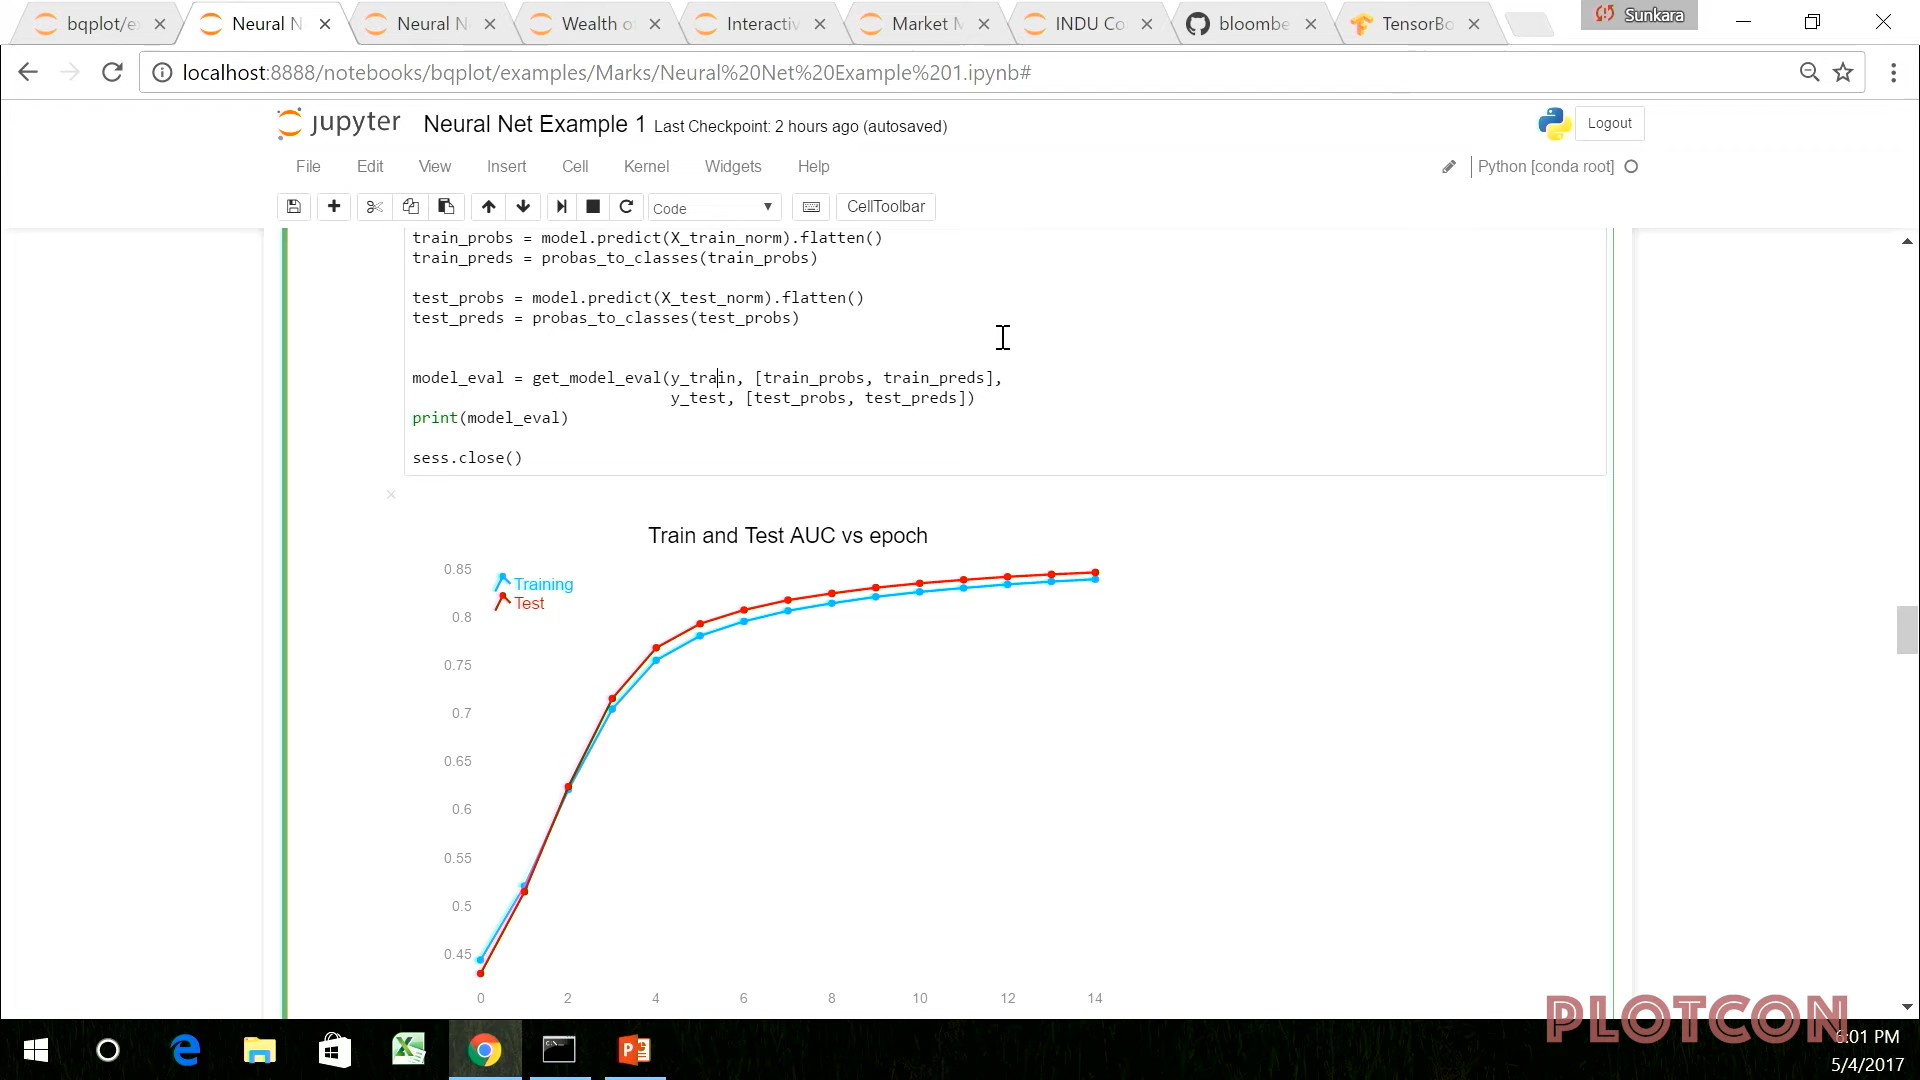 bqplot/e
Neural N
Neural N
Wealth o
Interactiv
Market M
INDU Co
bloombe
TensorBo
Sunkara
localhost:8888/notebooks/bqplot/examples/Marks/Neural%20Net%20Example%201.ipynb#
jupyter Neural Net Example 1 Last Checkpoint: 2 hours ago (autosaved)
Logout
File Edit View Insert Cell Kernel Widgets Help
Python [conda root]
Code
CellToolbar
train_probs = model.predict(X_train_norm).flatten()
train_preds = probas_to_classes(train_probs)
test_probs = model.predict(X_test_norm).flatten()
test_preds = probas_to_classes(test_probs)
model_eval = get_model_eval(y_train, [train_probs, train_preds],
y_test, [test_probs, test_preds])
print(model_eval)
sess.close()
Train and Test AUC vs epoch
Training
Test
0.85
0.8
0.75
0.7
0.65
0.6
0.55
0.5
0.45
0 2 4 6 8 10 12 14
PLOTCON
6:01 PM
5/4/2017